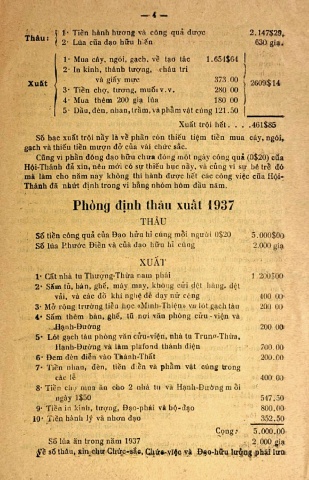 — 4 —
Thâu:
1· Tiền hành hương và công quả được 2.147$29,
2· Lúa của đạo hữu hiến 630 gia.
Xuất
1· Mua cây, ngói, gạch, về tạo tác 1.654$64
2· In kinh, thánh tượng, châu tri
và giấy mực 373.00
3· Tiền chợ, tương, muối v.v. 280 00
4· Mua thêm 200 gia lúa 180 00
5· Dầu, đèn, nhan, trầm, và phẩm vật cúng 121.50
2609$14
Xuất trội hết . . . 461$85
Số bạc xuất trội nầy là về phần còn thiếu tiệm tiền mua cây, ngói,
gạch và thiếu tiền mượn đở của vài chức sắc.
Cũng vì phần đông đạo hữu chưa đóng một ngày công quả (0$20) của
Hội-Thánh đã xin, nên mới có sự thiếu hục nầy, và cũng vì sự bê trễ đó
mà làm cho năm nay không thi hành được hết các công việc của Hội-
Thánh đã nhứt định trong vi bằng nhóm hôm đầu năm.
Phòng định thâu xuất 1937
THÂU
Số tiền công quả của Đạo hữu hỉ cúng mỗi người 0$20 5.000$00
Số lúa Phước Điền và của đạo hữu hỉ cúng 2.000 gia
XUẤT
1· Cất nhà tu Thượng-Thừa nam phái 1 200$00
2· Sắm tủ, bàn, ghế, máy may, không cửi dệt hàng, dệt
vải, và các đồ khí nghệ để dạy nữ công 400 00
3· Mở rộng trường tiểu học «Minh-Thiện» và lót gạch tàu 200.00
4· Sắm thêm bàn, ghế, tủ nơi văn phòng cửu-viện và
Hạnh-Đường 200 00
5· Lót gạch tàu phòng văn cửu-viện, nhà tu Trung-Thừa,
Hạnh-Đường và làm plafond thánh điện 700.00
6· Đem đèn điển vào Thánh-Thất 200.00
7· Tiền nhan, đèn, tiền điển và phẩm vật cúng trong
các lễ 400.00
8· Tiền chợ mua ăn cho 2 nhà tu và Hạnh-Đường mỗi
ngày 1$50 547.50
9· Tiền in kinh, tượng, Đạo-phái và bộ-đạo 800,00
10· Tiền hành lý và nhơn đạo 352.50
Cộng: 5.000.00
Số lúa ăn trong năm 1937 2.000 gia
Về số thâu, xin chư Chức-sắc, Chức-việc và Đạo-hữu lưỡng phái lưu